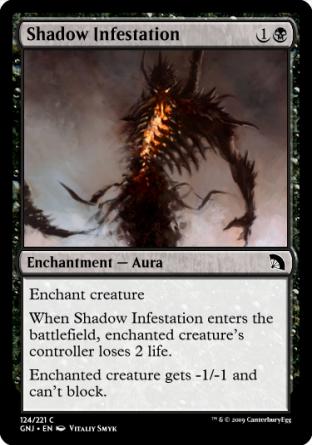 Shadow Infestation 1
Enchantment — Aura
Enchant creature
When Shadow Infestation enters the
battlefield, enchanted creature's
controller loses 2 life.
Enchanted creature gets -1/-1 and
can't block.
124/221 C
GNJ • EN VITALIY SMYK
™ & © 2019 CanterburyEgg